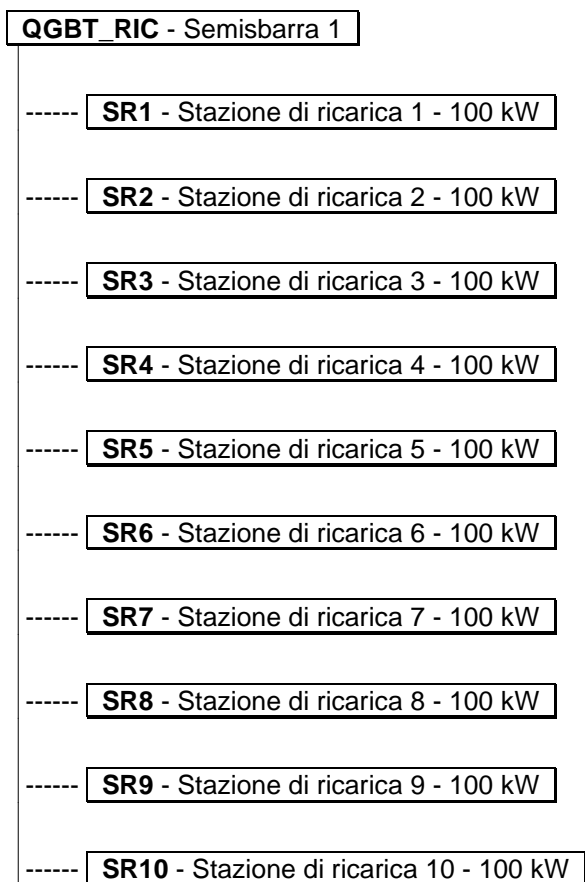 QGBT_RIC - Semisbarra 1
------ SR1 - Stazione di ricarica 1 - 100 kW
------ SR2 - Stazione di ricarica 2 - 100 kW
------ SR3 - Stazione di ricarica 3 - 100 kW
------ SR4 - Stazione di ricarica 4 - 100 kW
------ SR5 - Stazione di ricarica 5 - 100 kW
------ SR6 - Stazione di ricarica 6 - 100 kW
------ SR7 - Stazione di ricarica 7 - 100 kW
------ SR8 - Stazione di ricarica 8 - 100 kW
------ SR9 - Stazione di ricarica 9 - 100 kW
------ SR10 - Stazione di ricarica 10 - 100 kW